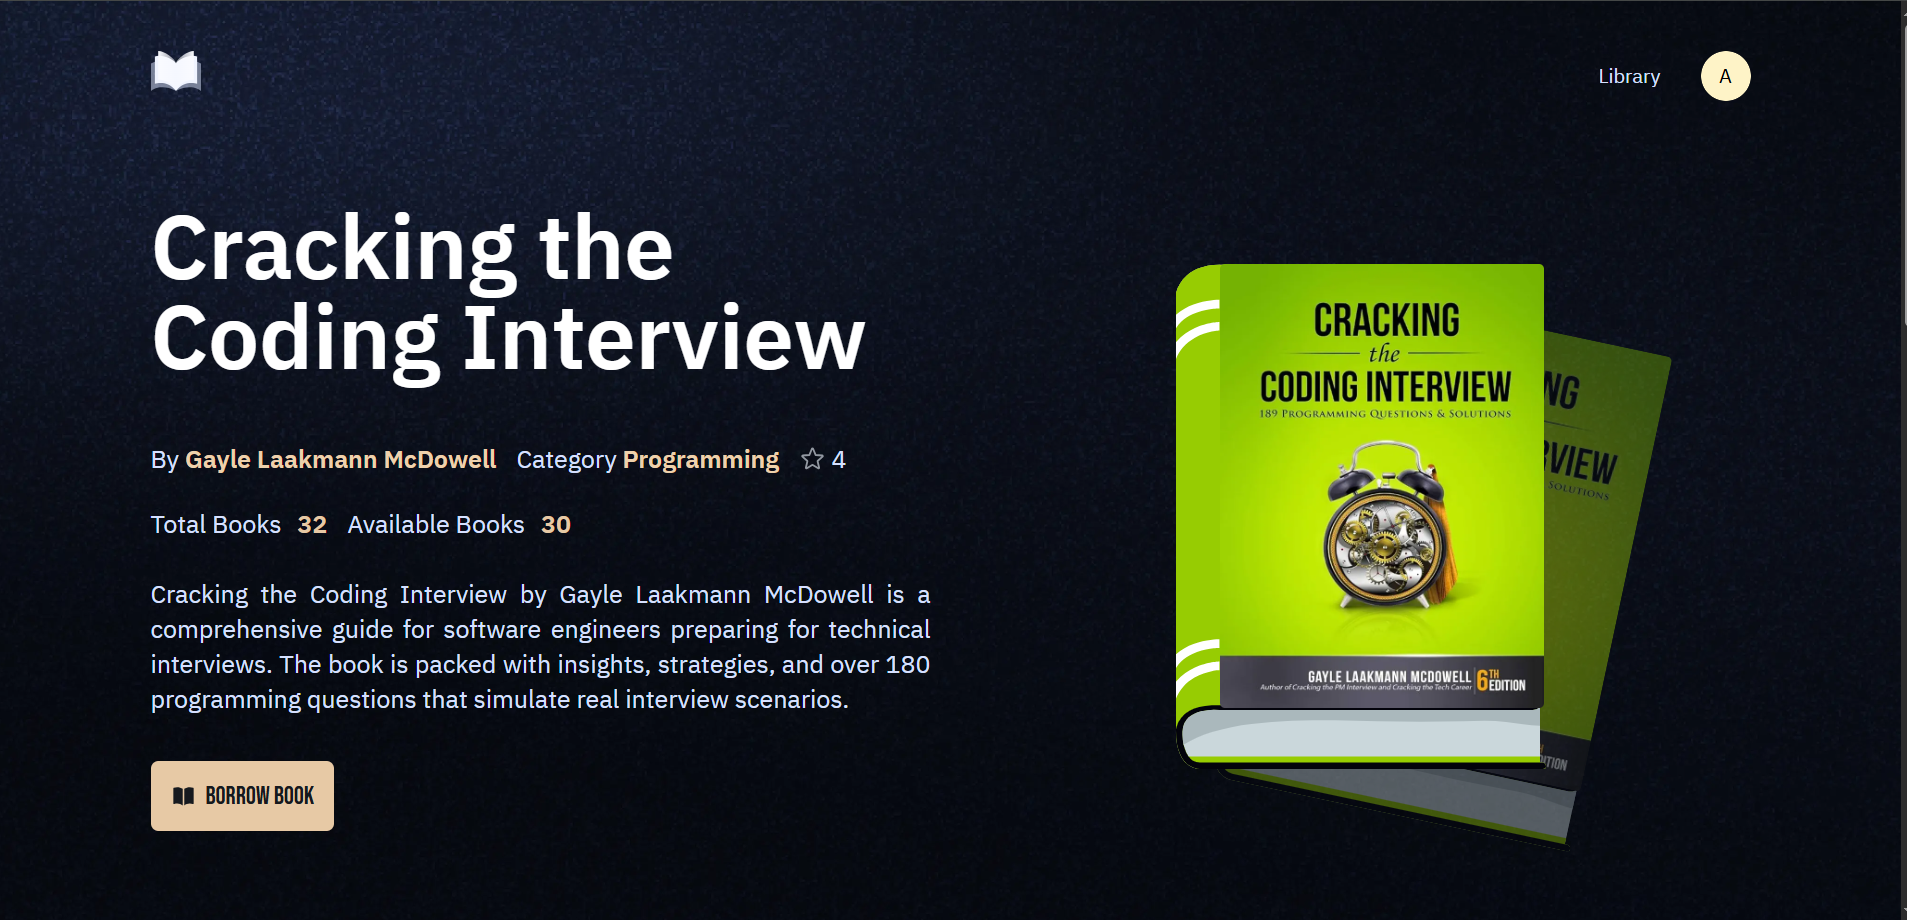 Library
A
Cracking the
Coding Interview
By Gayle Laakmann McDowell Category Programming 4
Total Books 32 Available Books 30
Cracking the Coding Interview by Gayle Laakmann McDowell is a
comprehensive guide for software engineers preparing for technical
interviews. The book is packed with insights, strategies, and over 180
programming questions that simulate real interview scenarios.
BORROW BOOK
CRACKING
the
CODING INTERVIEW
189 PROGRAMMING QUESTIONS & SOLUTIONS
GAYLE LAAKMANN MCDOWELL
Author of Cracking the PM Interview and Cracking the Tech Career
6TH EDITION
NG
RVIEW
& SOLUTIONS
DITION